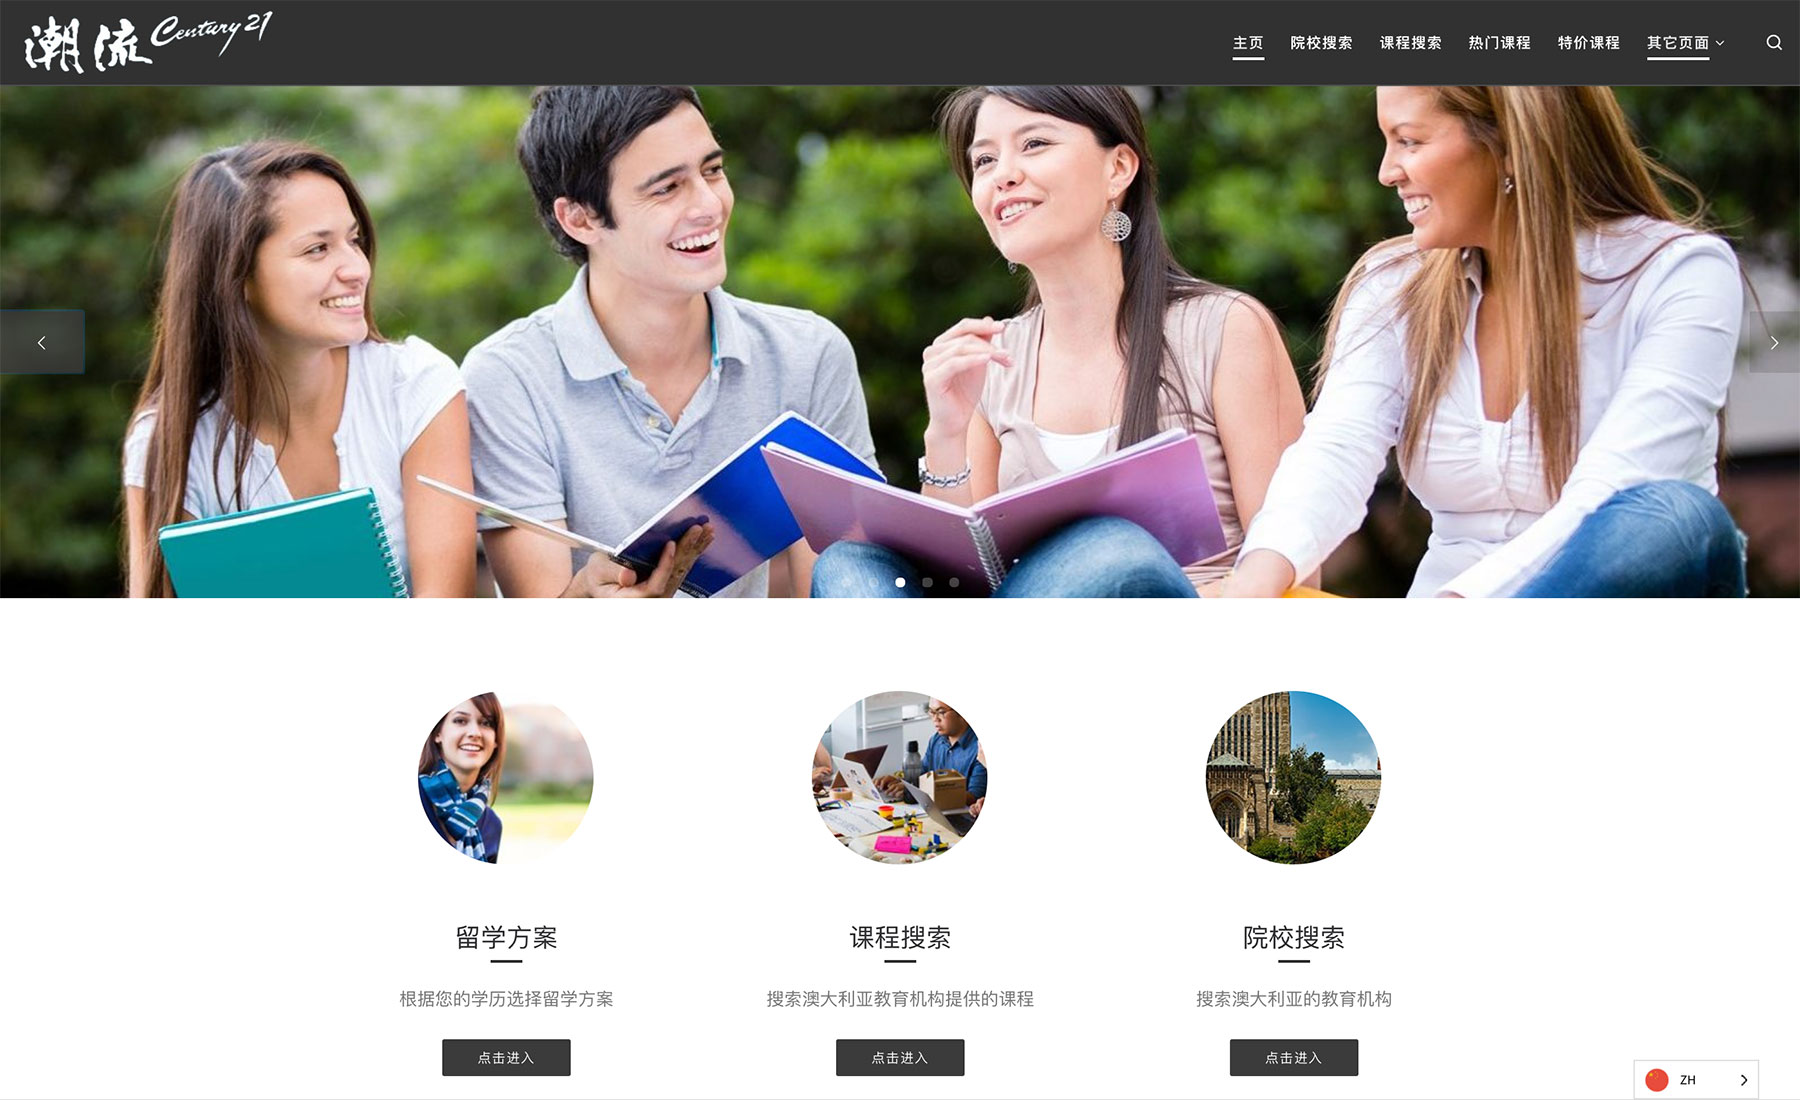 潮流 Century 21
主页 院校搜索 课程搜索 热门课程 特价课程 其它页面
留学方案
根据您的学历选择留学方案
点击进入
课程搜索
搜索澳大利亚教育机构提供的课程
点击进入
院校搜索
搜索澳大利亚的教育机构
点击进入
ZH